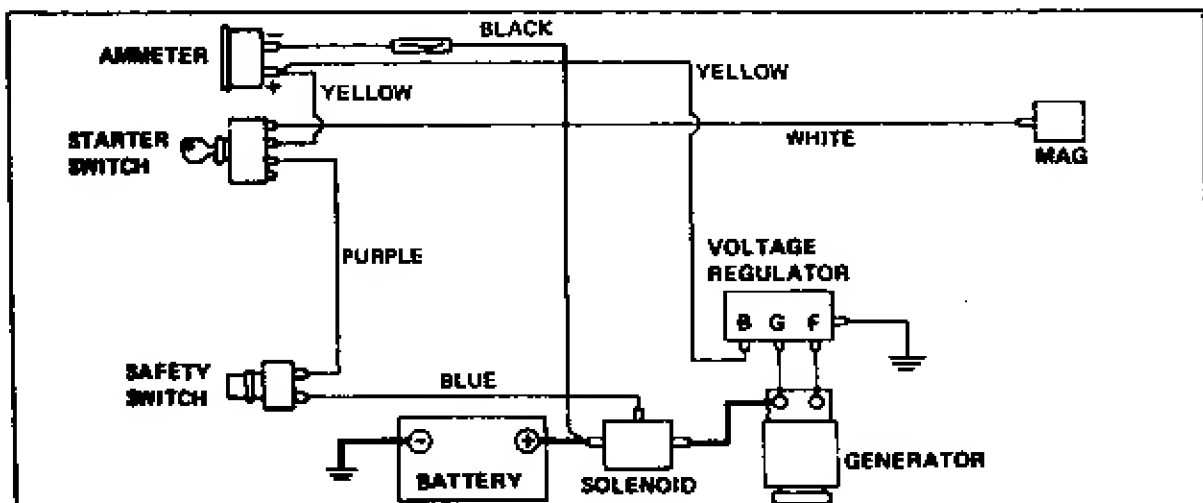 BLACK
AMMETER
−
+
YELLOW
YELLOW
STARTER
SWITCH
WHITE
MAG
PURPLE
VOLTAGE
REGULATOR
B G F
SAFETY
SWITCH
BLUE
− +
BATTERY
SOLENOID
GENERATOR